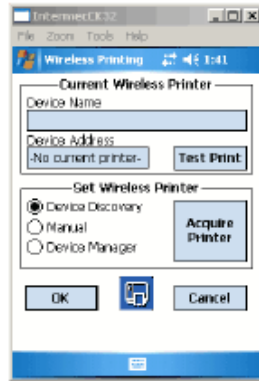 IntermecCK32
File Zoom Tools Help
Wireless Printing 1:41
Current Wireless Printer
Device Name
Device Address
-No current printer-
Test Print
Set Wireless Printer
Device Discovery
Manual
Device Manager
Acquire
Printer
OK
Cancel